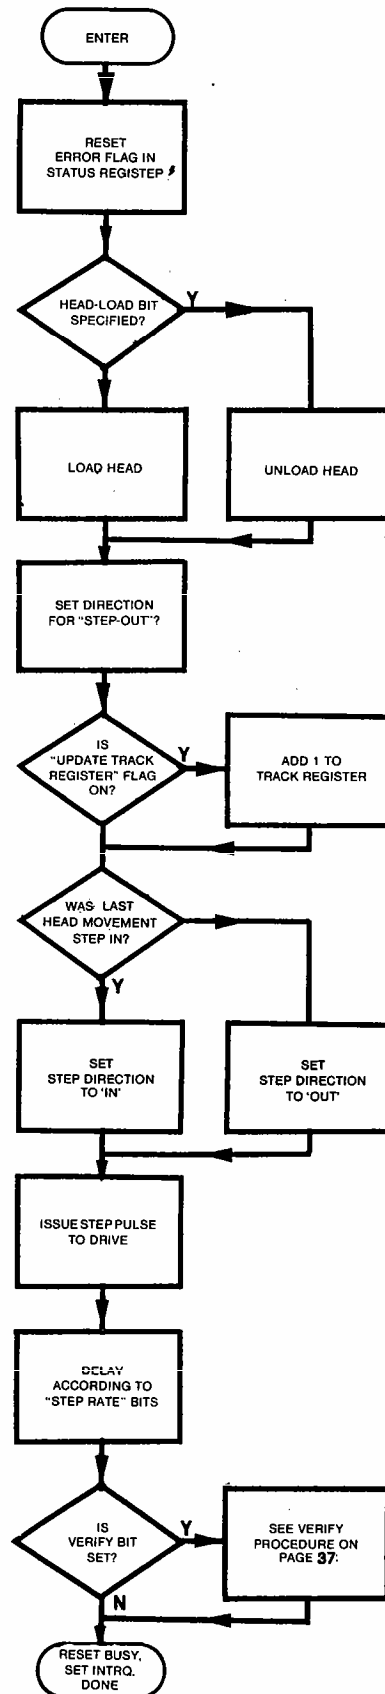 ENTER
RESET
ERROR FLAG IN
STATUS REGISTEP
HEAD-LOAD BIT
SPECIFIED?
Y
LOAD HEAD
UNLOAD HEAD
SET DIRECTION
FOR "STEP-OUT"?
IS
"UPDATE TRACK
REGISTER" FLAG
ON?
Y
ADD 1 TO
TRACK REGISTER
WAS LAST
HEAD MOVEMENT
STEP IN?
Y
SET
STEP DIRECTION
TO 'IN'
SET
STEP DIRECTION
TO 'OUT'
ISSUE STEP PULSE
TO DRIVE
DELAY
ACCORDING TO
"STEP RATE" BITS
IS
VERIFY BIT
SET?
Y
SEE VERIFY
PROCEDURE ON
PAGE 37:
N
RESET BUSY,
SET INTRQ.
DONE